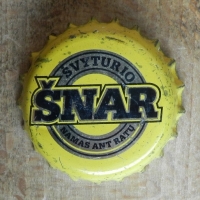 ŠVYTURIO
ŠNAR
NAMAS ANT RATŲ